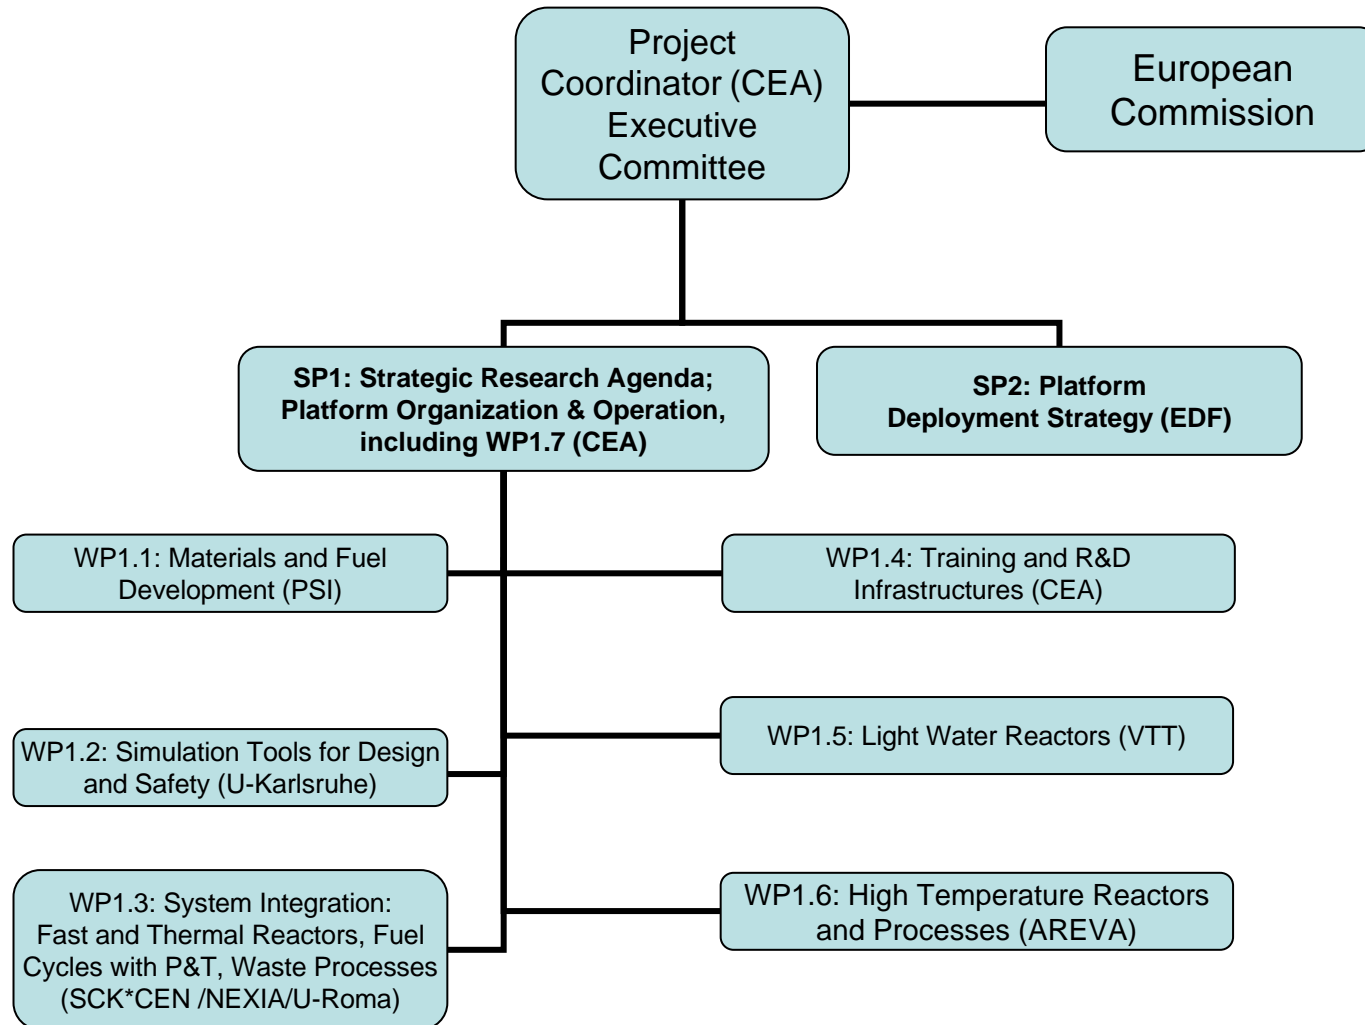 Project
Coordinator (CEA)
Executive
Committee
European
Commission
SP1: Strategic Research Agenda;
Platform Organization & Operation,
including WP1.7 (CEA)
SP2: Platform
Deployment Strategy (EDF)
WP1.1: Materials and Fuel
Development (PSI)
WP1.4: Training and R&D
Infrastructures (CEA)
WP1.2: Simulation Tools for Design
and Safety (U-Karlsruhe)
WP1.5: Light Water Reactors (VTT)
WP1.3: System Integration:
Fast and Thermal Reactors, Fuel
Cycles with P&T, Waste Processes
(SCK*CEN /NEXIA/U-Roma)
WP1.6: High Temperature Reactors
and Processes (AREVA)